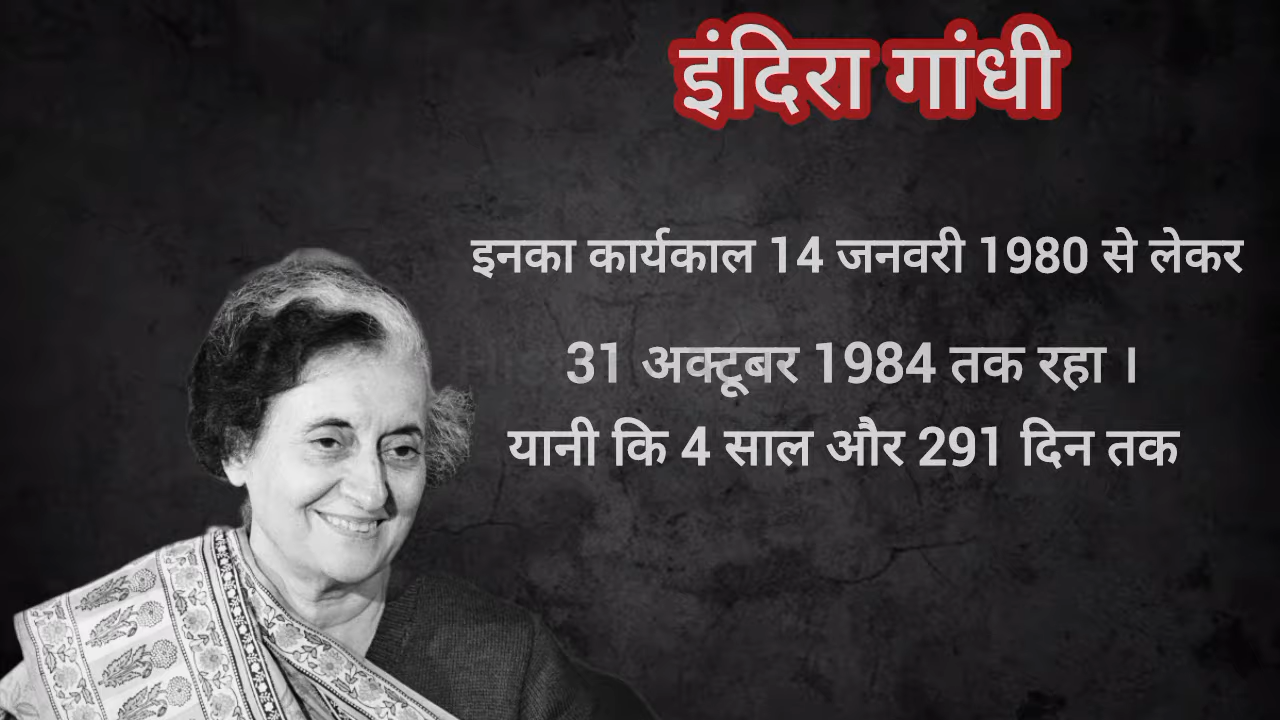 इंदिरा गांधी
इनका कार्यकाल 14 जनवरी 1980 से लेकर
31 अक्टूबर 1984 तक रहा ।
यानी कि 4 साल और 291 दिन तक